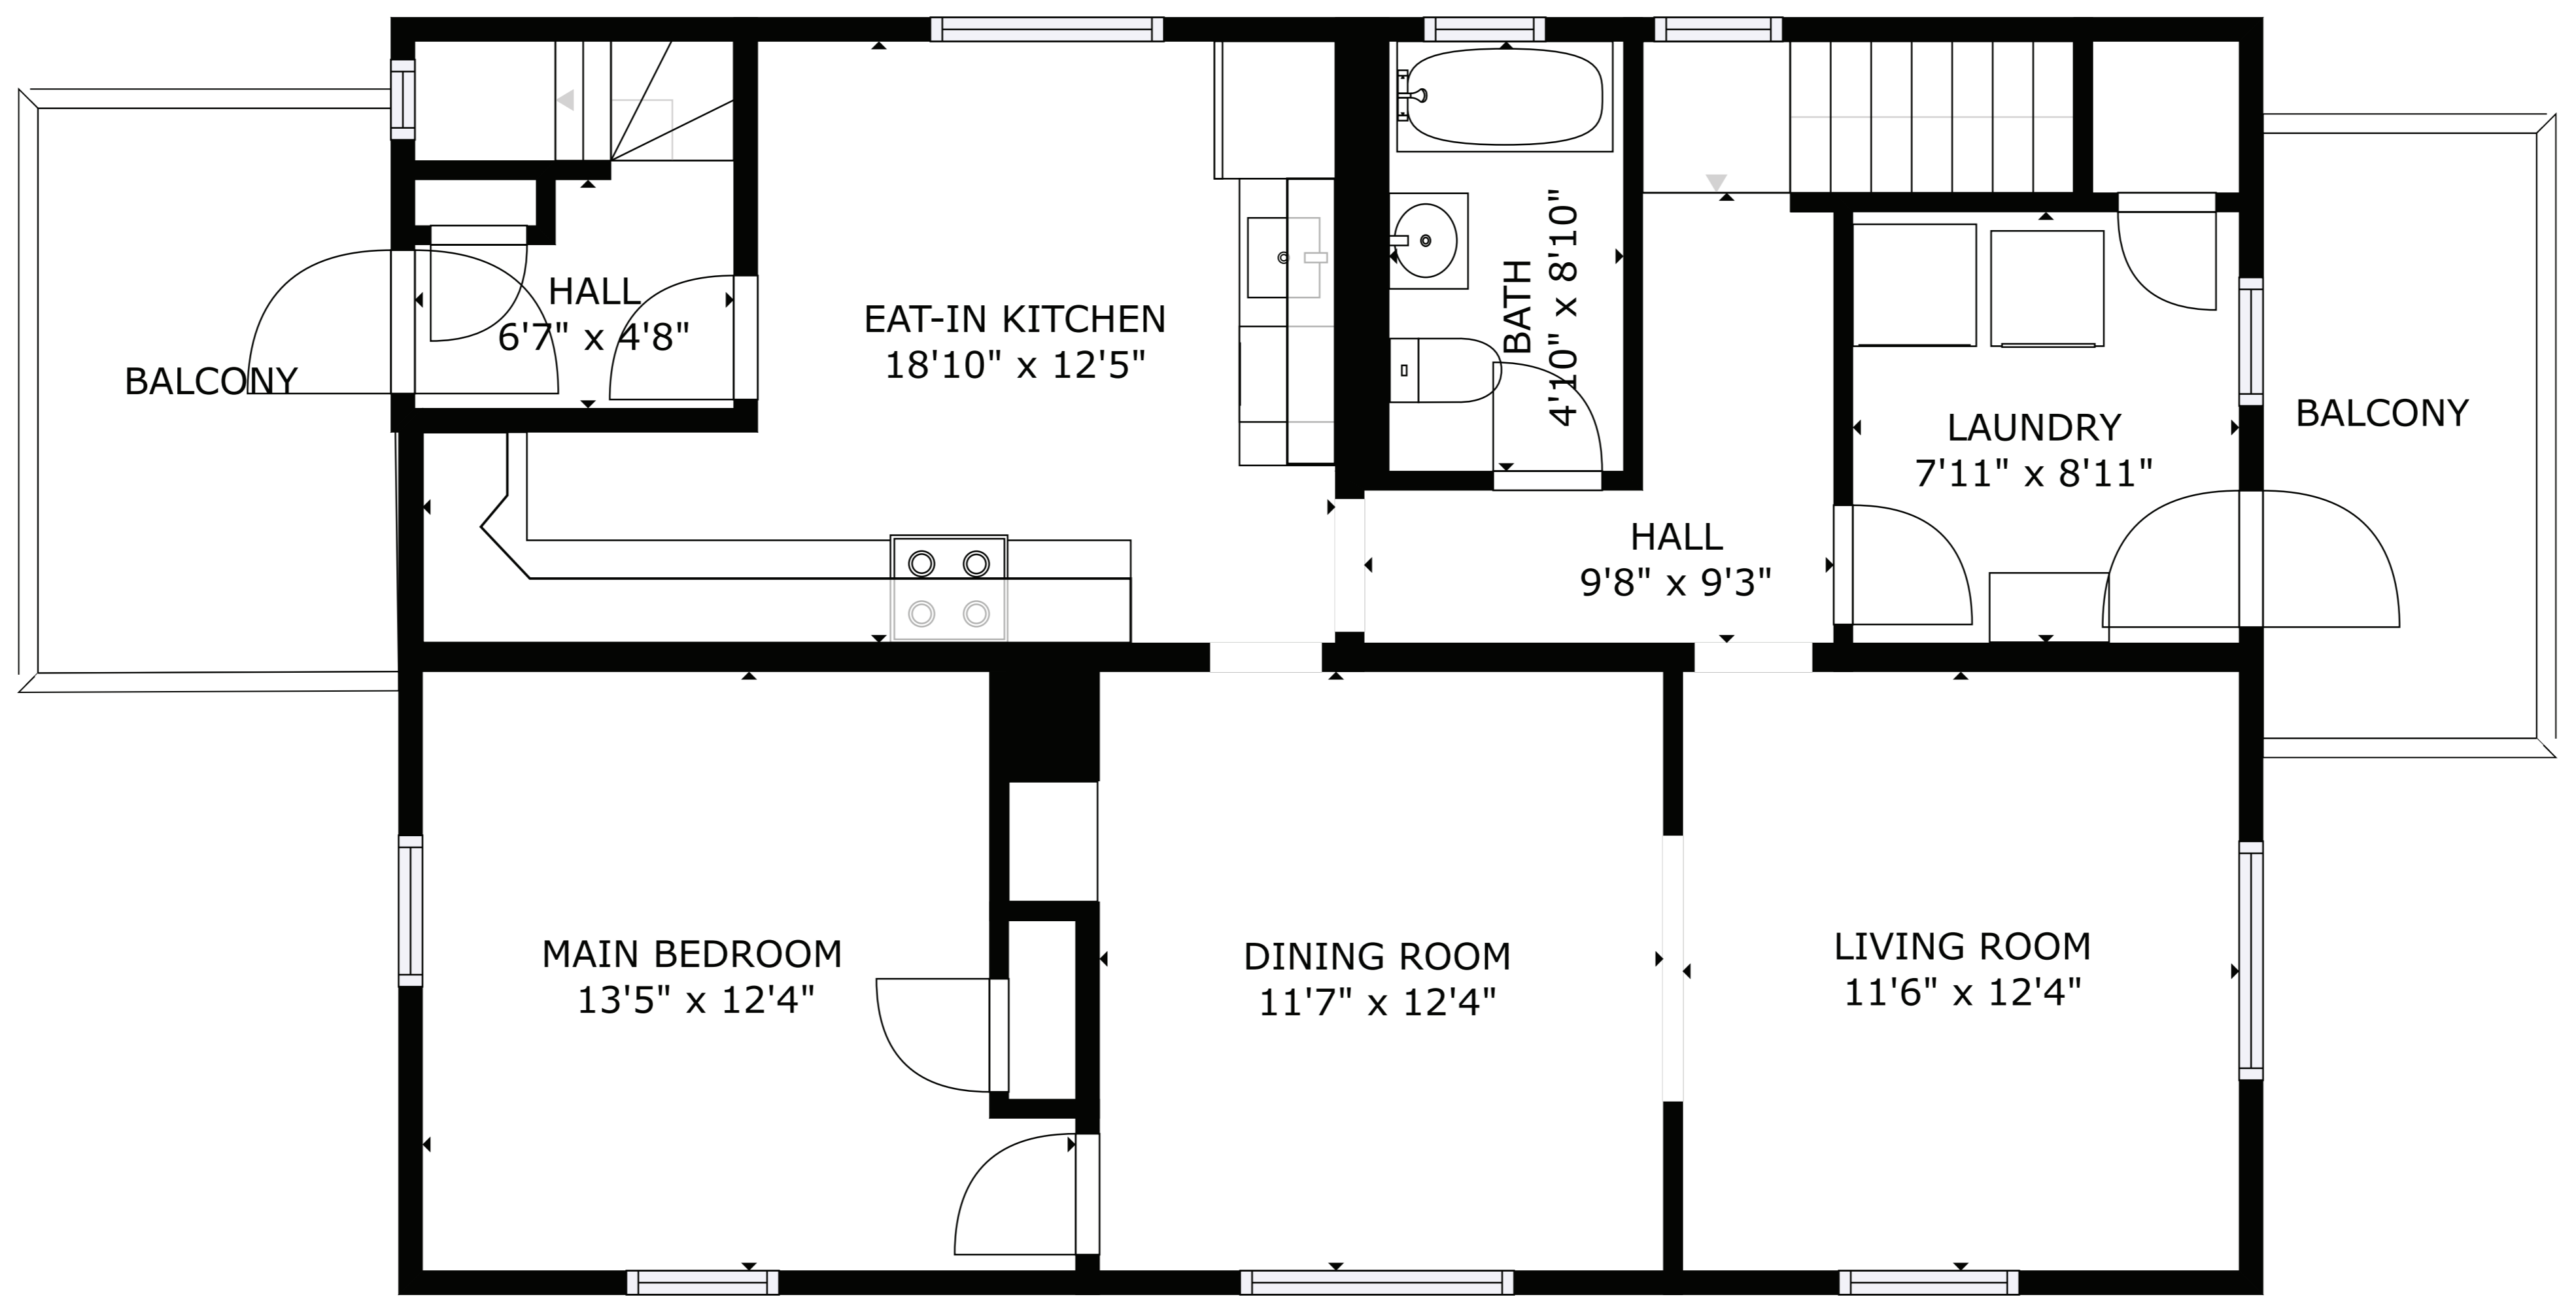 HALL
6'7" x 4'8"
EAT-IN KITCHEN
18'10" x 12'5"
BATH
4'10" x 8'10"
BALCONY
LAUNDRY
7'11" x 8'11"
BALCONY
HALL
9'8" x 9'3"
MAIN BEDROOM
13'5" x 12'4"
DINING ROOM
11'7" x 12'4"
LIVING ROOM
11'6" x 12'4"